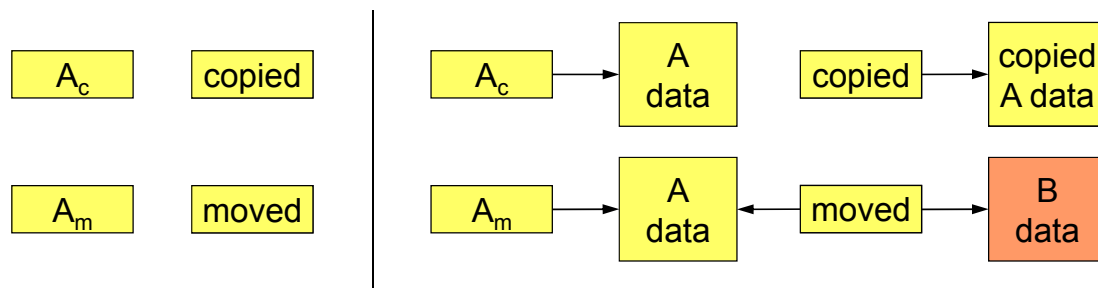 A_c copied
A_c A data copied copied A data
A_m moved
A_m A data moved B data